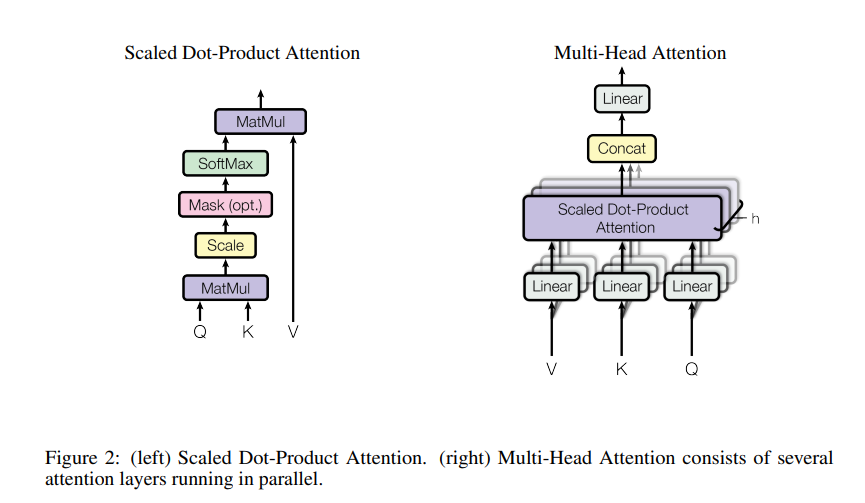 Scaled Dot-Product Attention
MatMul
SoftMax
Mask (opt.)
Scale
MatMul
Q K V
Multi-Head Attention
Linear
Concat
Scaled Dot-Product
Attention
h
Linear Linear Linear
V K Q
Figure 2: (left) Scaled Dot-Product Attention. (right) Multi-Head Attention consists of several
attention layers running in parallel.